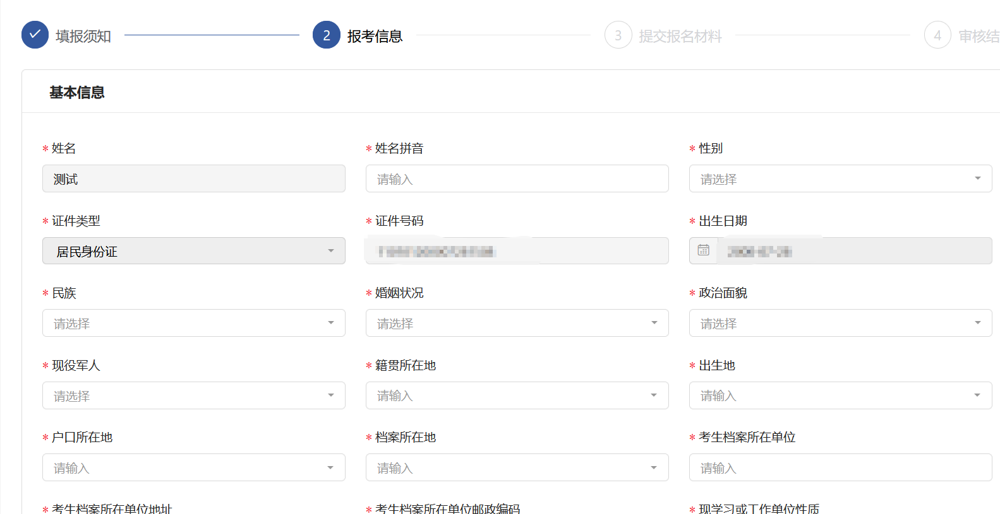 填报须知
2 报考信息
3 提交报名材料
4 审核结
基本信息
* 姓名
* 姓名拼音
* 性别
测试
请输入
请选择
* 证件类型
* 证件号码
* 出生日期
居民身份证
* 民族
* 婚姻状况
* 政治面貌
请选择
请选择
请选择
* 现役军人
* 籍贯所在地
* 出生地
请选择
请输入
请输入
* 户口所在地
* 档案所在地
* 考生档案所在单位
请输入
请输入
请输入
* 考生档案所在单位地址
* 考生档案所在单位邮政编码
* 现学习或工作单位性质